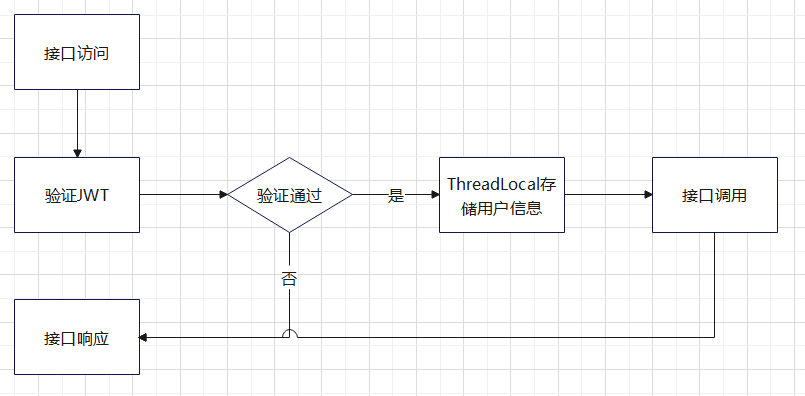 接口访问
验证JWT
验证通过
是
ThreadLocal存
储用户信息
接口调用
否
接口响应